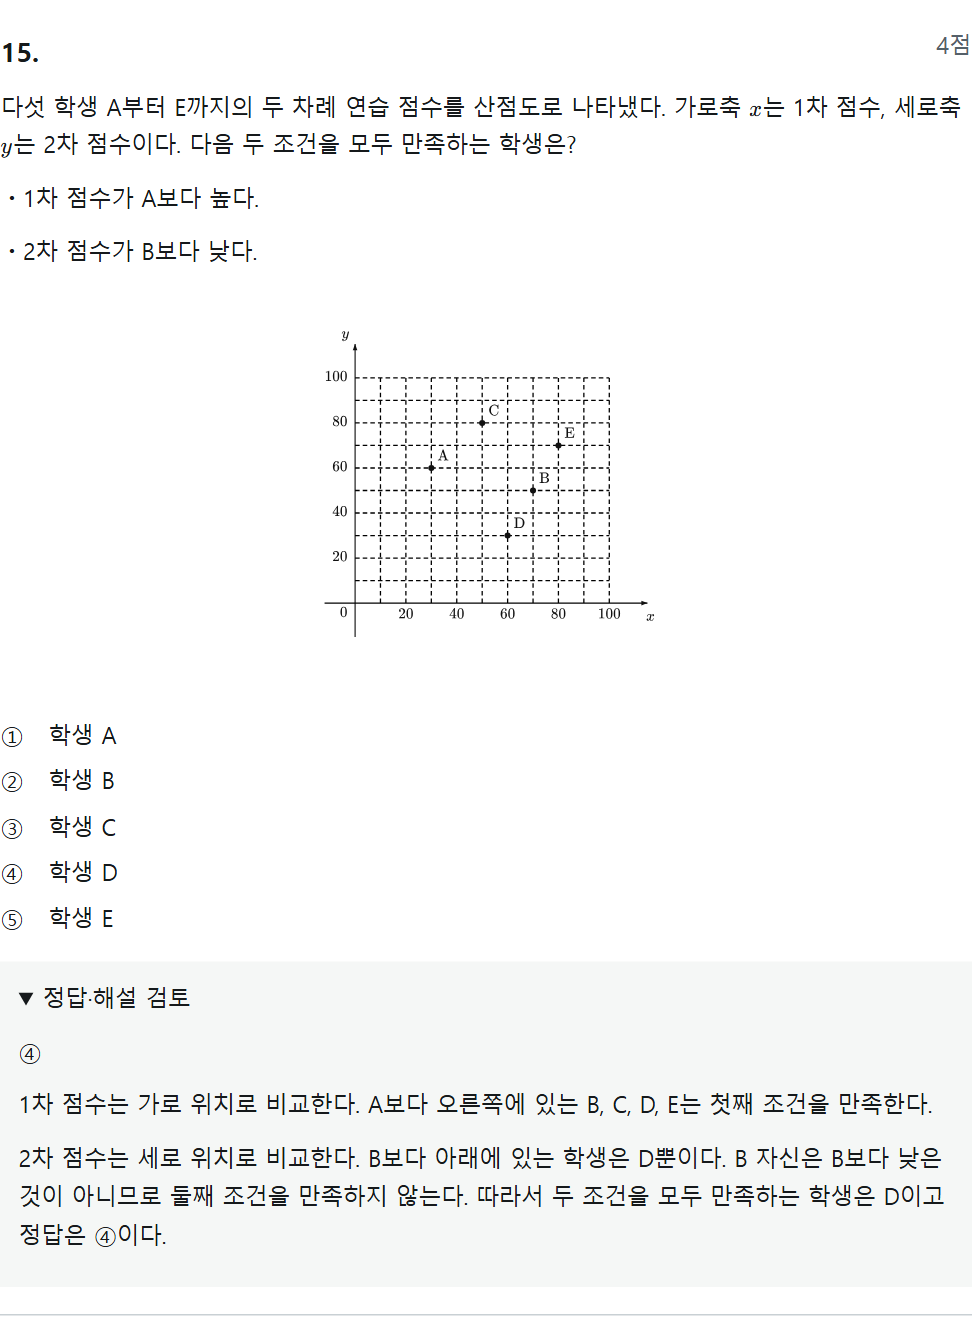 15.
4점
다섯 학생 A부터 E까지의 두 차례 연습 점수를 산점도로 나타냈다. 가로축 x는 1차 점수, 세로축
y는 2차 점수이다. 다음 두 조건을 모두 만족하는 학생은?
• 1차 점수가 A보다 높다.
• 2차 점수가 B보다 낮다.
y
100
C
80
E
A
60
B
40
D
20
0
20 40 60 80 100
x
① 학생 A
② 학생 B
③ 학생 C
④ 학생 D
⑤ 학생 E
▼ 정답·해설 검토
④
1차 점수는 가로 위치로 비교한다. A보다 오른쪽에 있는 B, C, D, E는 첫째 조건을 만족한다.
2차 점수는 세로 위치로 비교한다. B보다 아래에 있는 학생은 D뿐이다. B 자신은 B보다 낮은
것이 아니므로 둘째 조건을 만족하지 않는다. 따라서 두 조건을 모두 만족하는 학생은 D이고
정답은 ④이다.